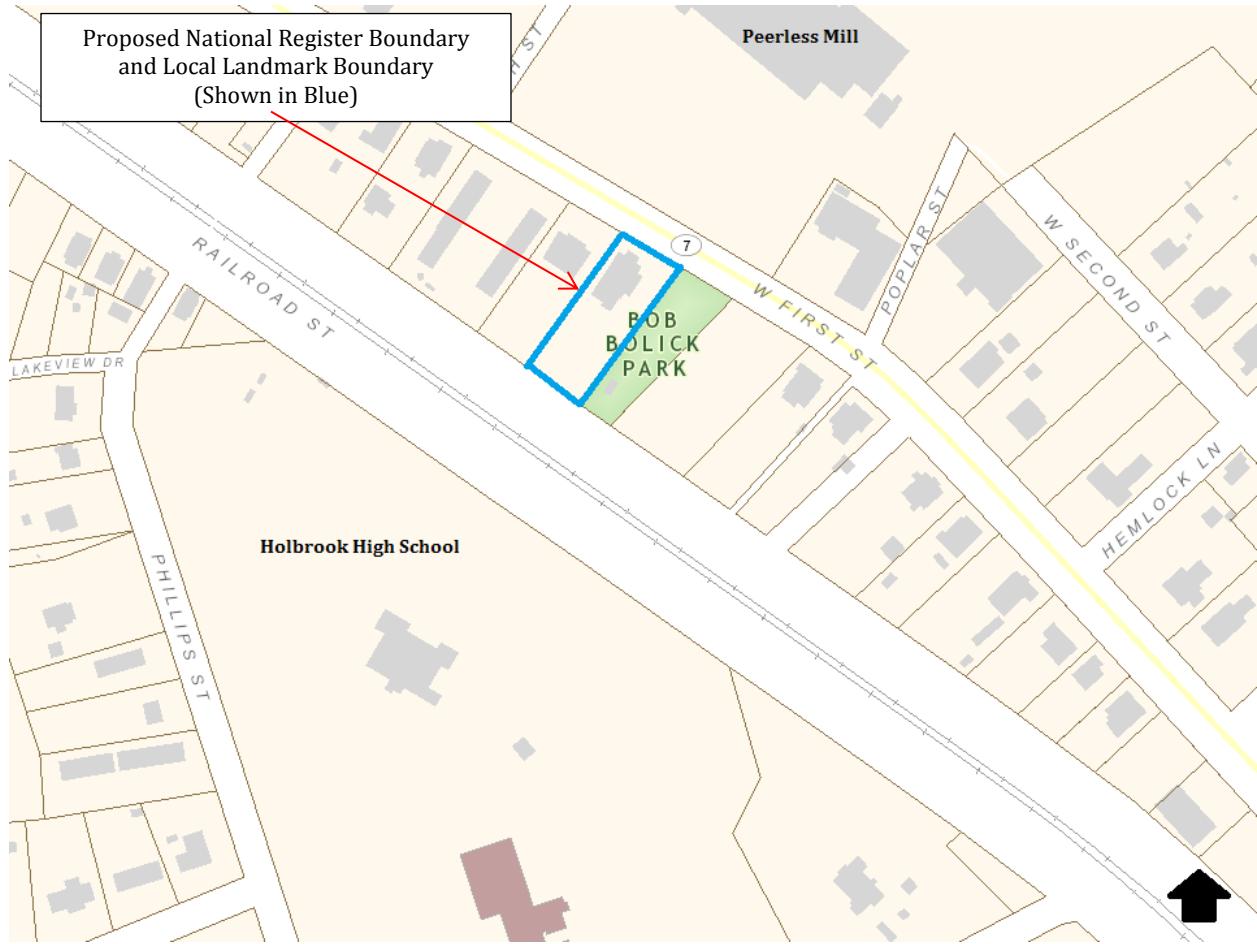 Proposed National Register Boundary
and Local Landmark Boundary
(Shown in Blue)
H ST
Peerless Mill
RAILROAD ST
7
W FIRST ST
POPLAR ST
W SECOND ST
BOB
BOLICK
PARK
LAKEVIEW DR
HEMLOCK LN
Holbrook High School
PHILLIPS ST